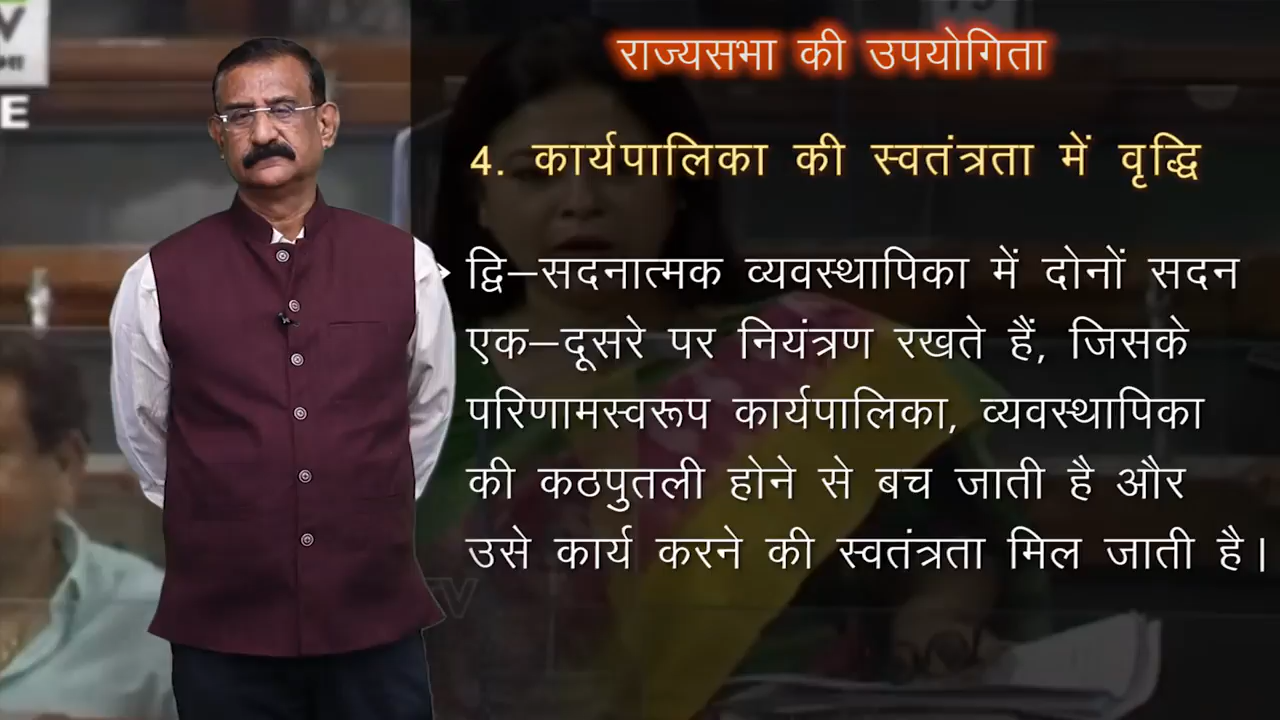 राज्यसभा की उपयोगिता
4. कार्यपालिका की स्वतंत्रता में वृद्धि
द्वि–सदनात्मक व्यवस्थापिका में दोनों सदन
एक–दूसरे पर नियंत्रण रखते हैं, जिसके
परिणामस्वरूप कार्यपालिका, व्यवस्थापिका
की कठपुतली होने से बच जाती है और
उसे कार्य करने की स्वतंत्रता मिल जाती है।